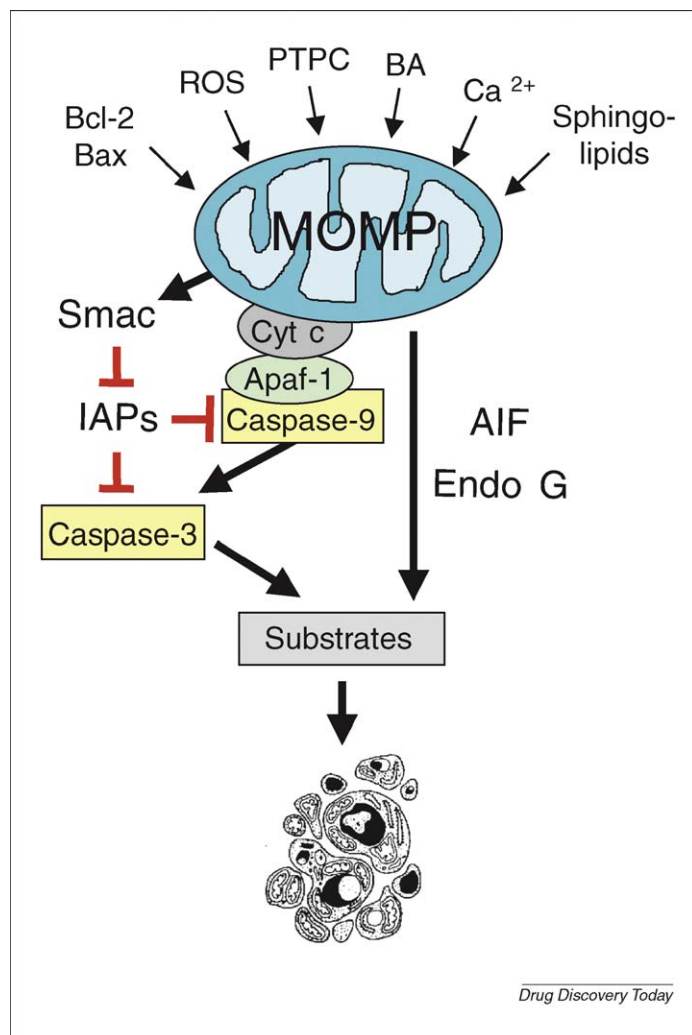 PTPC
BA
ROS
Ca 2+
Bcl-2
Bax
Sphingo-
lipids
MOMP
Smac
Cyt c
Apaf-1
IAPs
Caspase-9
AIF
Endo G
Caspase-3
Substrates
Drug Discovery Today